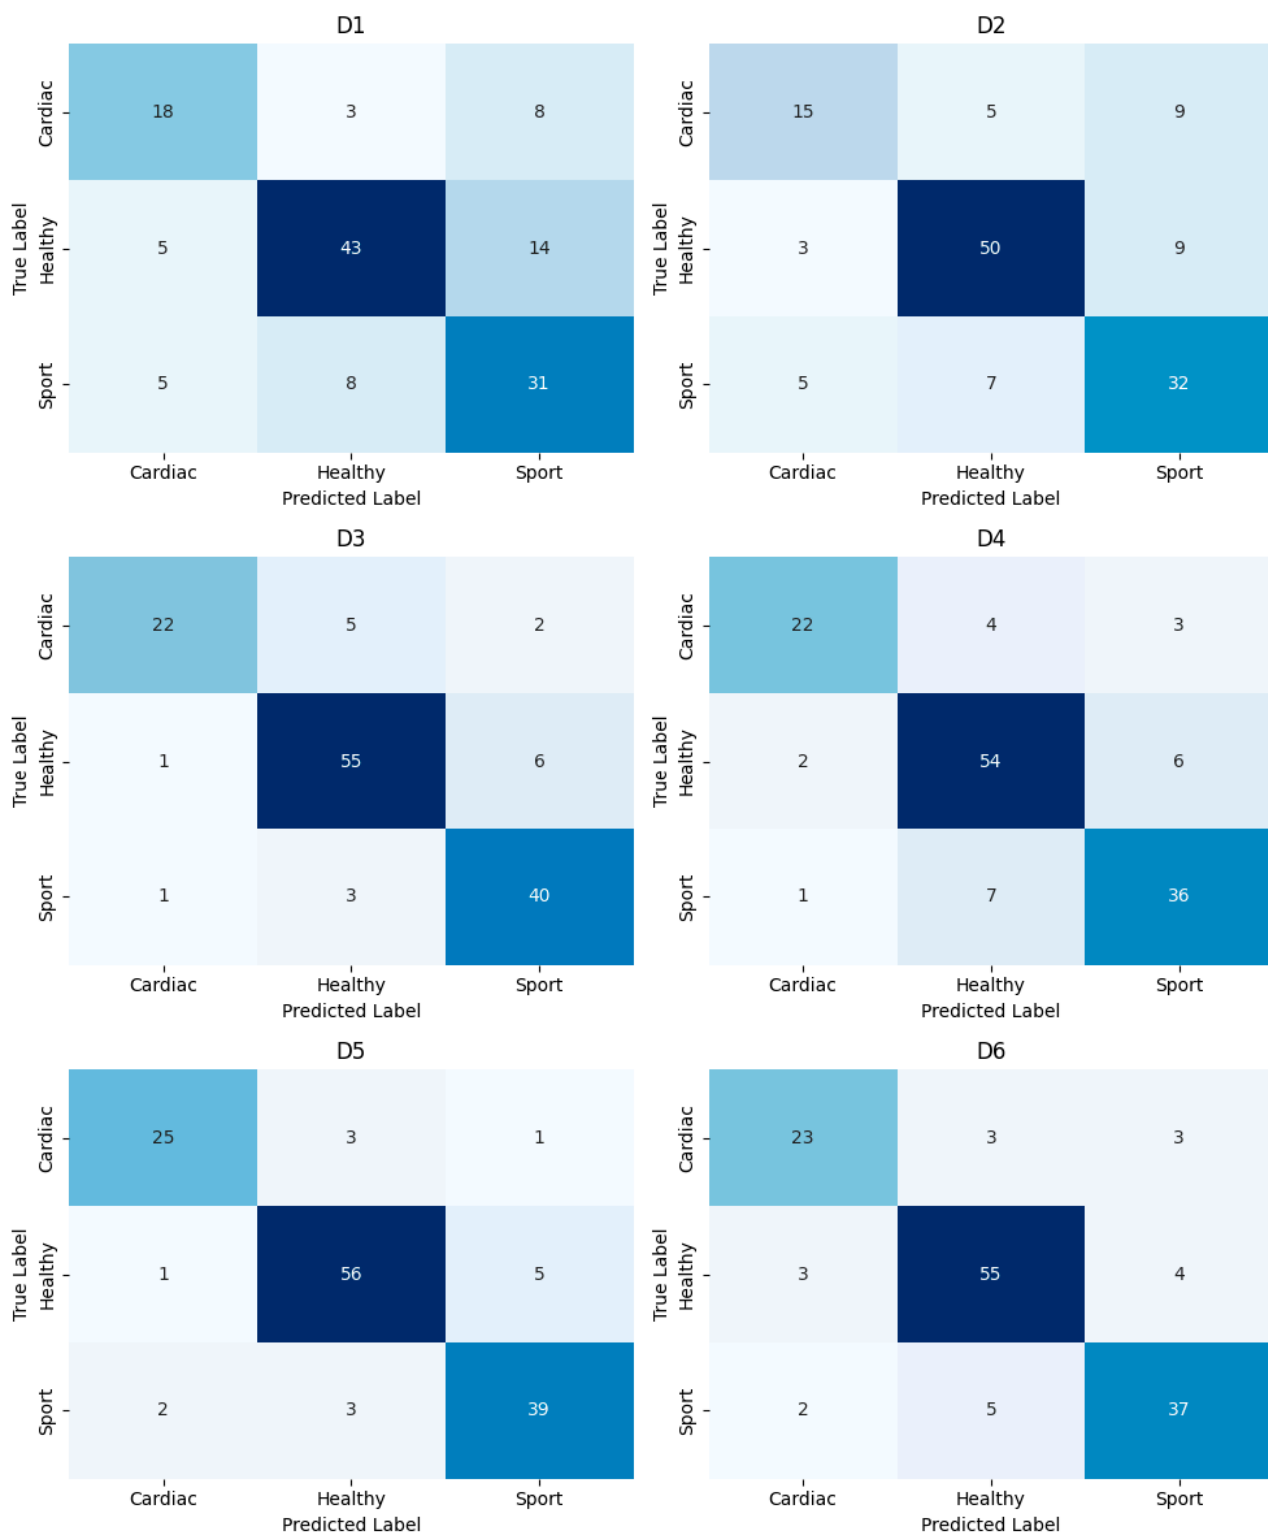 D1
Cardiac 18 3 8
Healthy 5 43 14
Sport 5 8 31
True Label
Cardiac Healthy Sport
Predicted Label
D2
Cardiac 15 5 9
Healthy 3 50 9
Sport 5 7 32
True Label
Cardiac Healthy Sport
Predicted Label
D3
Cardiac 22 5 2
Healthy 1 55 6
Sport 1 3 40
True Label
Cardiac Healthy Sport
Predicted Label
D4
Cardiac 22 4 3
Healthy 2 54 6
Sport 1 7 36
True Label
Cardiac Healthy Sport
Predicted Label
D5
Cardiac 25 3 1
Healthy 1 56 5
Sport 2 3 39
True Label
Cardiac Healthy Sport
Predicted Label
D6
Cardiac 23 3 3
Healthy 3 55 4
Sport 2 5 37
True Label
Cardiac Healthy Sport
Predicted Label